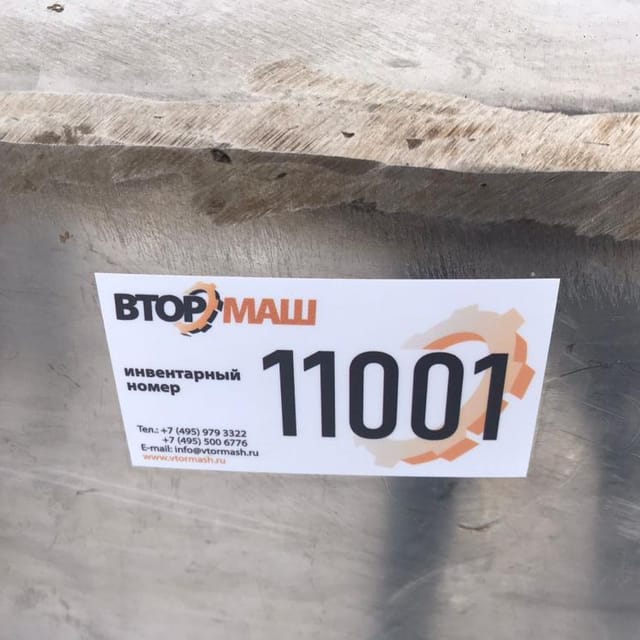 ВТОРМАШ
инвентарный
номер
11001
Тел.: +7 (495) 979 3322
+7 (495) 500 6776
E-mail: info@vtormash.ru
www.vtormash.ru